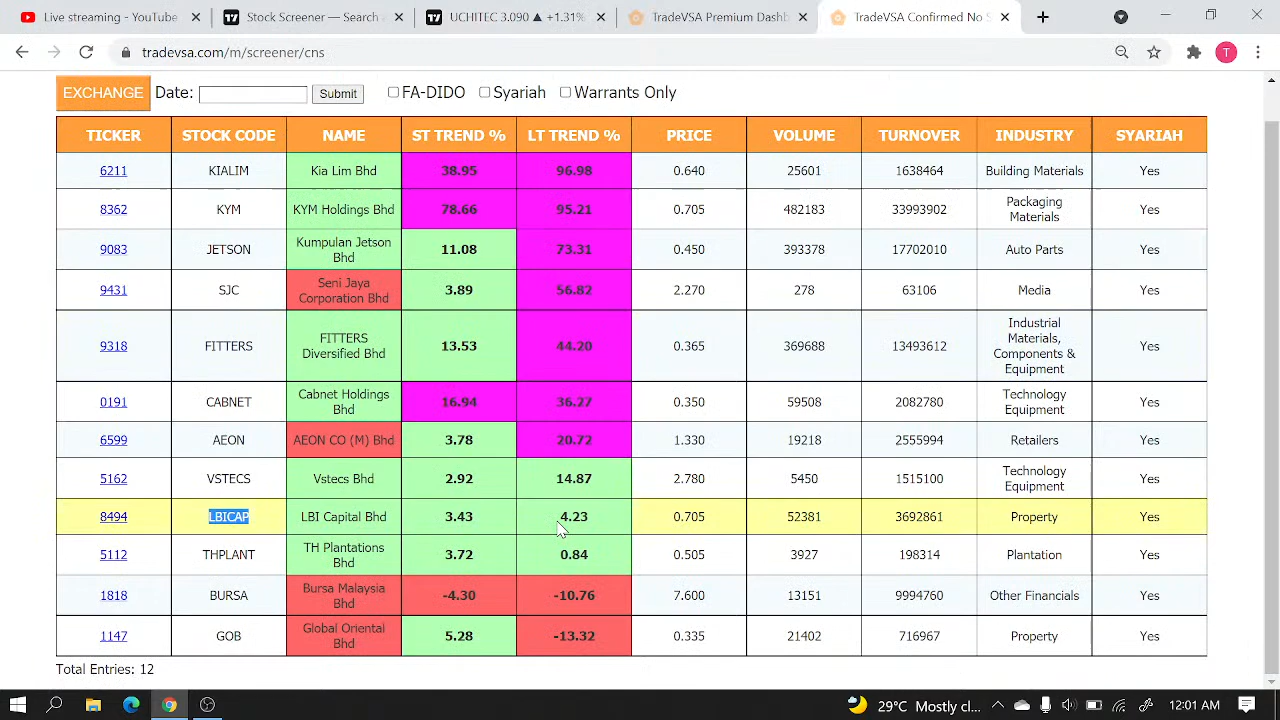 Live streaming - YouTube
Stock Screener — Search a
IITEC 3.090 ▲ +1.31%
TradeVSA Premium Dashb
TradeVSA Confirmed No S
tradevsa.com/m/screener/cns
T
EXCHANGE Date: Submit FA-DIDO Syariah Warrants Only
TICKER STOCK CODE NAME ST TREND % LT TREND % PRICE VOLUME TURNOVER INDUSTRY SYARIAH
6211 KIALIM Kia Lim Bhd 38.95 96.98 0.640 25601 1638464 Building Materials Yes
8362 KYM KYM Holdings Bhd 78.66 95.21 0.705 482183 33993902 Packaging
Materials Yes
9083 JETSON Kumpulan Jetson
Bhd 11.08 73.31 0.450 393378 17702010 Auto Parts Yes
9431 SJC Seni Jaya
Corporation Bhd 3.89 56.82 2.270 278 63106 Media Yes
9318 FITTERS FITTERS
Diversified Bhd 13.53 44.20 0.365 369688 13493612 Industrial
Materials,
Components &
Equipment Yes
0191 CABNET Cabnet Holdings
Bhd 16.94 36.27 0.350 59508 2082780 Technology
Equipment Yes
6599 AEON AEON CO (M) Bhd 3.78 20.72 1.330 19218 2555994 Retailers Yes
5162 VSTECS Vstecs Bhd 2.92 14.87 2.780 5450 1515100 Technology
Equipment Yes
8494 LBICAP LBI Capital Bhd 3.43 4.23 0.705 52381 3692861 Property Yes
5112 THPLANT TH Plantations
Bhd 3.72 0.84 0.505 3927 198314 Plantation Yes
1818 BURSA Bursa Malaysia
Bhd -4.30 -10.76 7.600 13151 9994760 Other Financials Yes
1147 GOB Global Oriental
Bhd 5.28 -13.32 0.335 21402 716967 Property Yes
Total Entries: 12
29°C Mostly cl... 12:01 AM